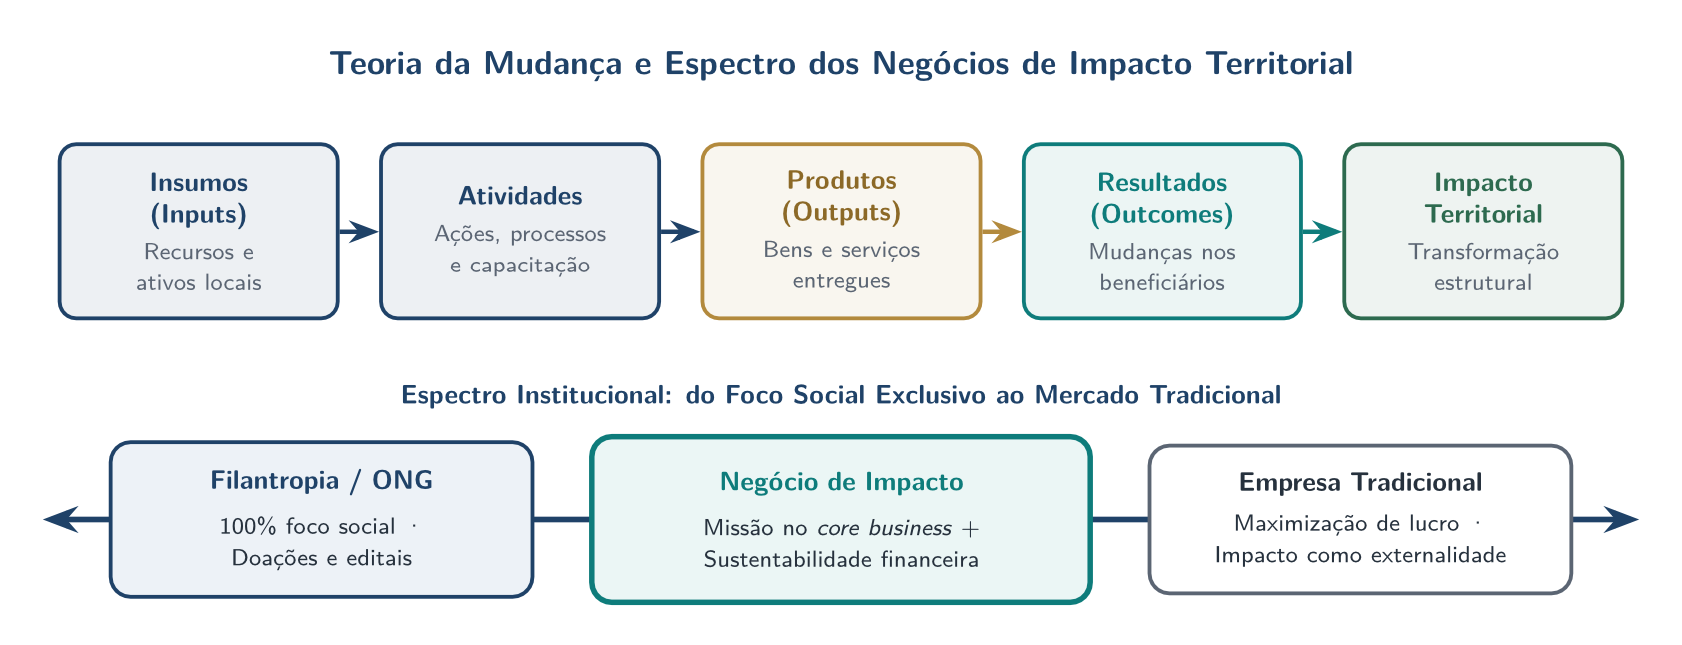 Teoria da Mudança e Espectro dos Negócios de Impacto Territorial
Insumos
(Inputs)
Recursos e
ativos locais
Atividades
Ações, processos
e capacitação
Produtos
(Outputs)
Bens e serviços
entregues
Resultados
(Outcomes)
Mudanças nos
beneficiários
Impacto
Territorial
Transformação
estrutural
Espectro Institucional: do Foco Social Exclusivo ao Mercado Tradicional
Filantropia / ONG
100% foco social ·
Doações e editais
Negócio de Impacto
Missão no core business +
Sustentabilidade financeira
Empresa Tradicional
Maximização de lucro ·
Impacto como externalidade